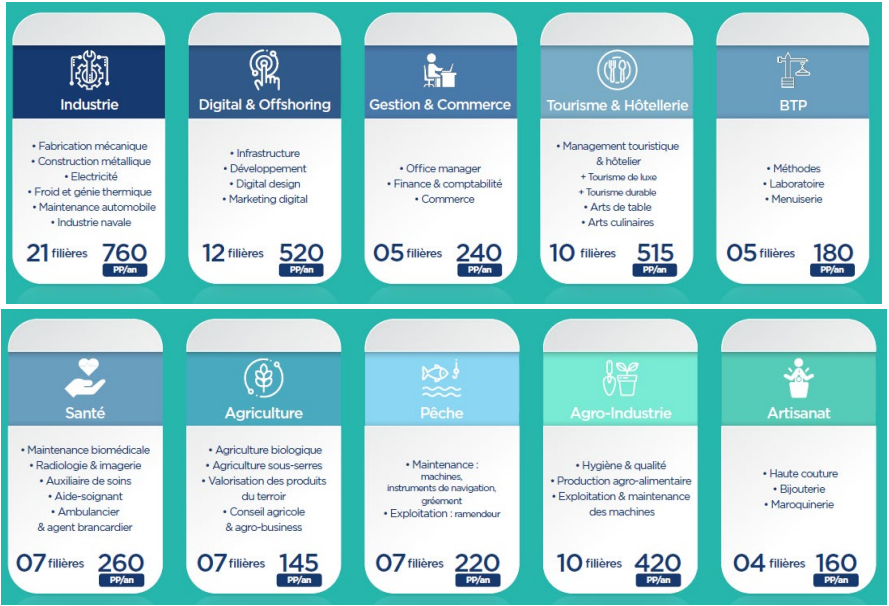 Industrie
• Fabrication mécanique
• Construction métallique
• Electricité
• Froid et génie thermique
• Maintenance automobile
• Industrie navale
21 filières 760
PP/an
Digital & Offshoring
• Infrastructure
• Développement
• Digital design
• Marketing digital
12 filières 520
PP/an
Gestion & Commerce
• Office manager
• Finance & comptabilité
• Commerce
05 filières 240
PP/an
Tourisme & Hôtellerie
• Management touristique
& hôtelier
+ Tourisme de luxe
+ Tourisme durable
• Arts de table
• Arts culinaires
10 filières 515
PP/an
BTP
• Méthodes
• Laboratoire
• Menuiserie
05 filières 180
PP/an
Santé
• Maintenance biomédicale
• Radiologie & imagerie
• Auxiliaire de soins
• Aide-soignant
• Ambulancier
& agent brancardier
07 filières 260
PP/an
Agriculture
• Agriculture biologique
• Agriculture sous-serres
• Valorisation des produits
du terroir
• Conseil agricole
& agro-business
07 filières 145
PP/an
Pêche
• Maintenance :
machines,
instruments de navigation,
gréement
• Exploitation : ramendeur
07 filières 220
PP/an
Agro-Industrie
• Hygiène & qualité
• Production agro-alimentaire
• Exploitation & maintenance
des machines
10 filières 420
PP/an
Artisanat
• Haute couture
• Bijouterie
• Maroquinerie
04 filières 160
PP/an